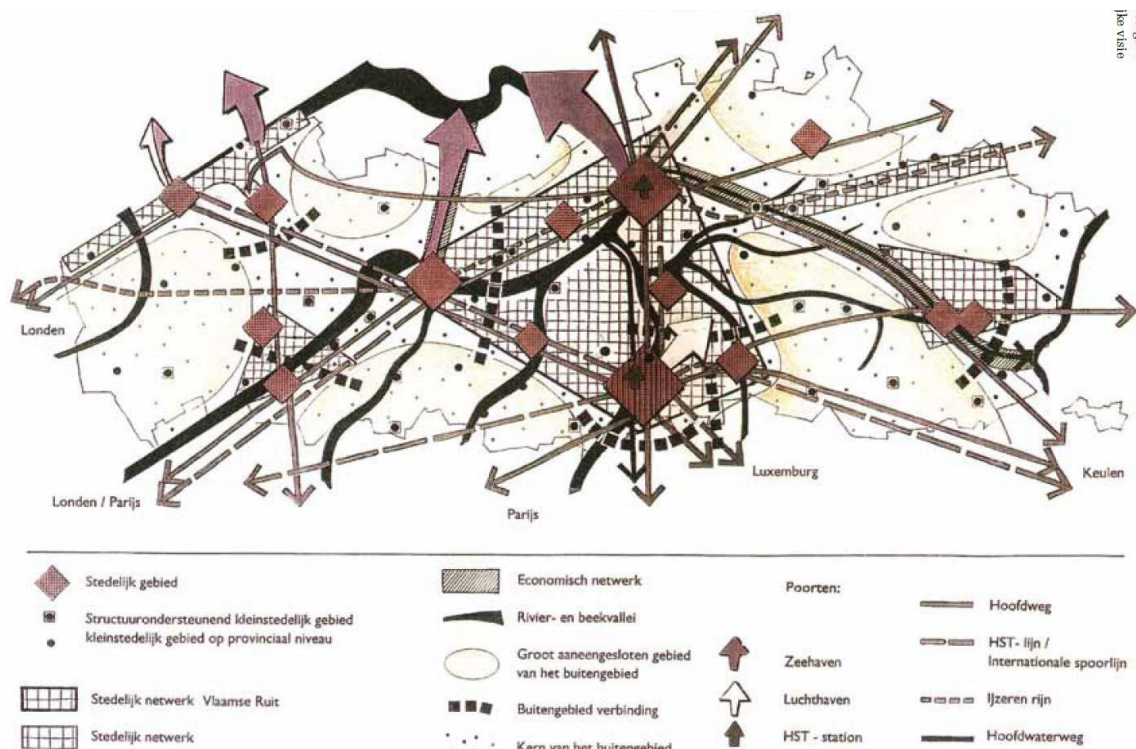 jke visie
Londen
Londen / Parijs
Parijs
Luxemburg
Keulen
Stedelijk gebied
Structuurondersteunend kleinstedelijk gebied
kleinstedelijk gebied op provinciaal niveau
Stedelijk netwerk Vlaamse Ruit
Stedelijk netwerk
Economisch netwerk
Rivier- en beekvallei
Groot aaneengesloten gebied
van het buitengebied
Buitengebied verbinding
Kern van het buitengebied
Poorten:
Zeehaven
Luchthaven
HST - station
Hoofdweg
HST- lijn /
Internationale spoorlijn
IJzeren rijn
Hoofdwaterweg